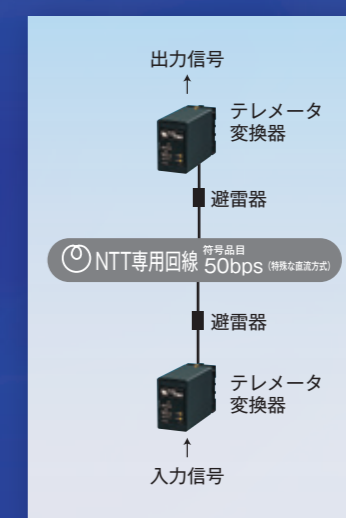 出力信号
テレメータ
変換器
避雷器
NTT専用回線 符号品目 50bps (特殊な直流方式)
避雷器
テレメータ
変換器
入力信号